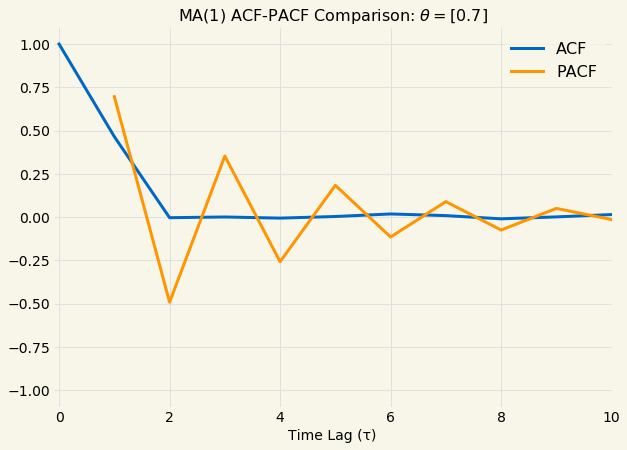 MA(1) ACF-PACF Comparison: θ = [0.7]
ACF
PACF
1.00
0.75
0.50
0.25
0.00
−0.25
−0.50
−0.75
−1.00
0 2 4 6 8 10
Time Lag (τ)